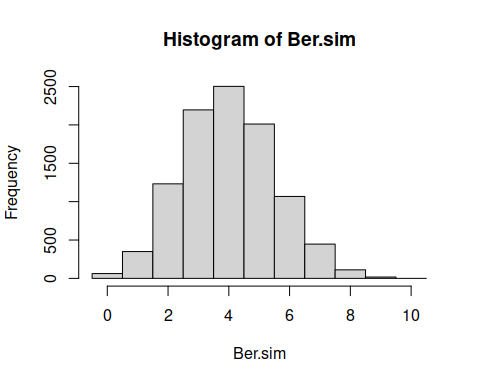 Histogram of Ber.sim
Frequency
2500
1500
500
0
0 2 4 6 8 10
Ber.sim